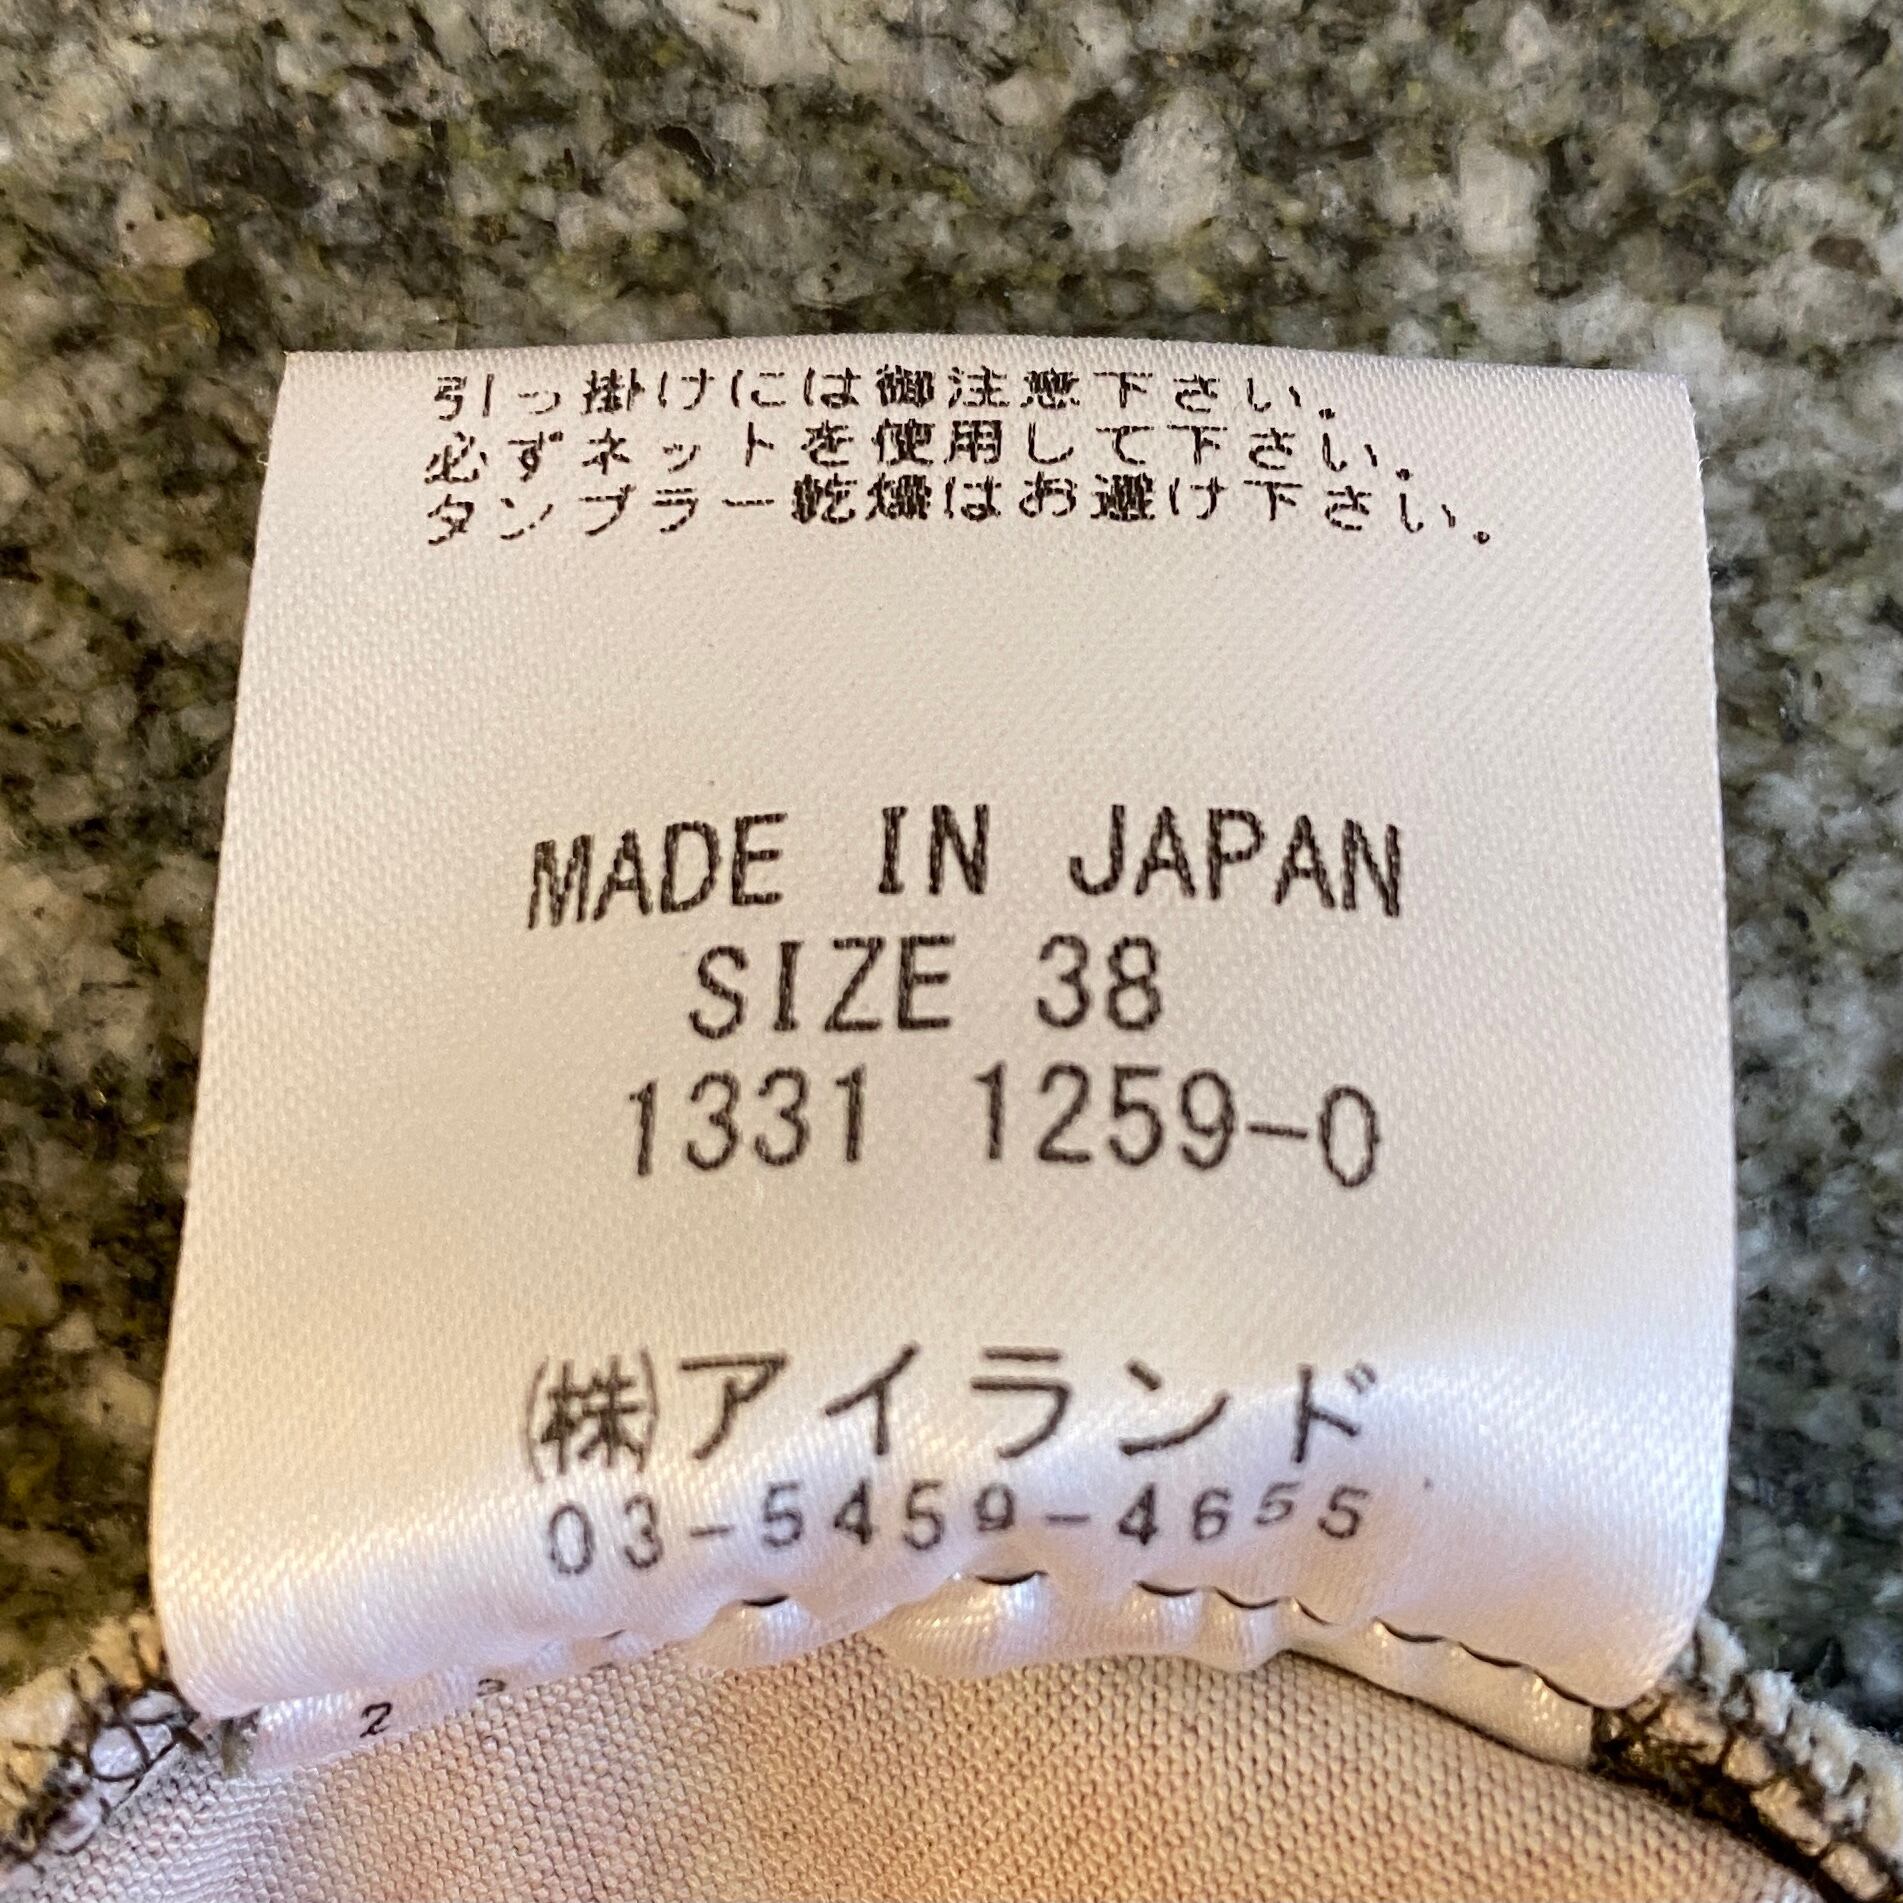 引っ掛けには御注意下さい。
必ずネットを使用して下さい。
タンブラー乾燥はお避け下さい。
MADE IN JAPAN
SIZE 38
1331 1259-0
㈱アイランド
03-5459-4655
2